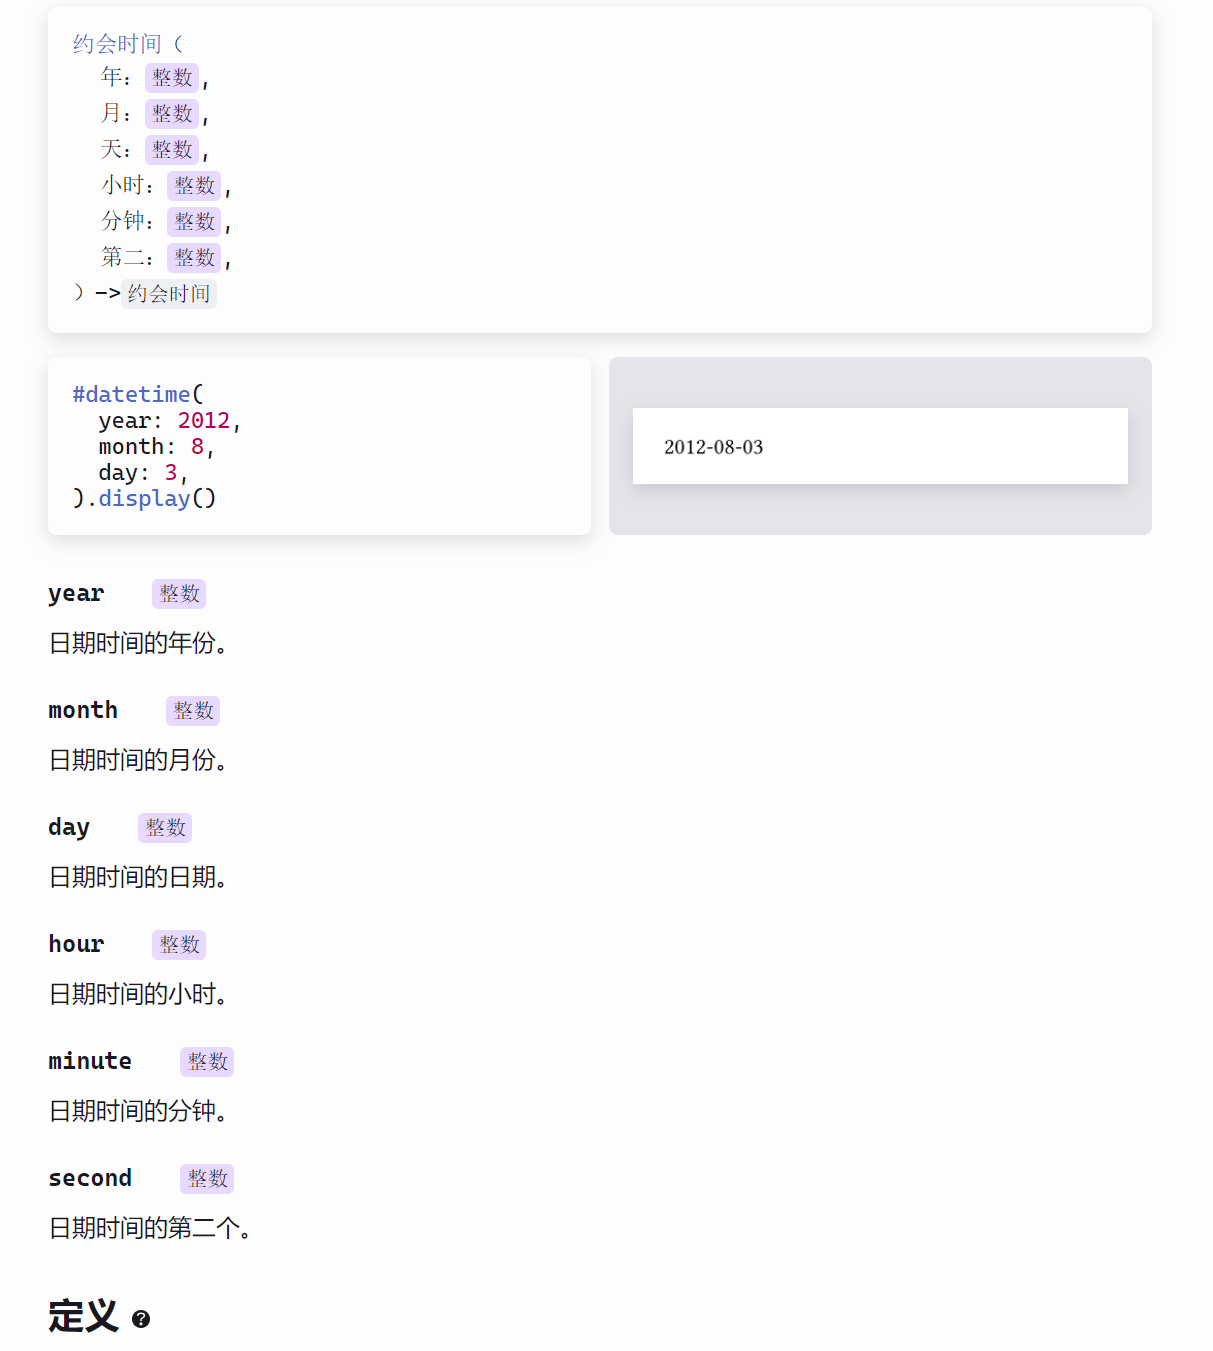 约会时间（
年：整数,
月：整数,
天：整数,
小时：整数,
分钟：整数,
第二：整数,
）->约会时间
#datetime(
year: 2012,
month: 8,
day: 3,
).display()
2012-08-03
year 整数
日期时间的年份。
month 整数
日期时间的月份。
day 整数
日期时间的日期。
hour 整数
日期时间的小时。
minute 整数
日期时间的分钟。
second 整数
日期时间的第二个。
定义 ?